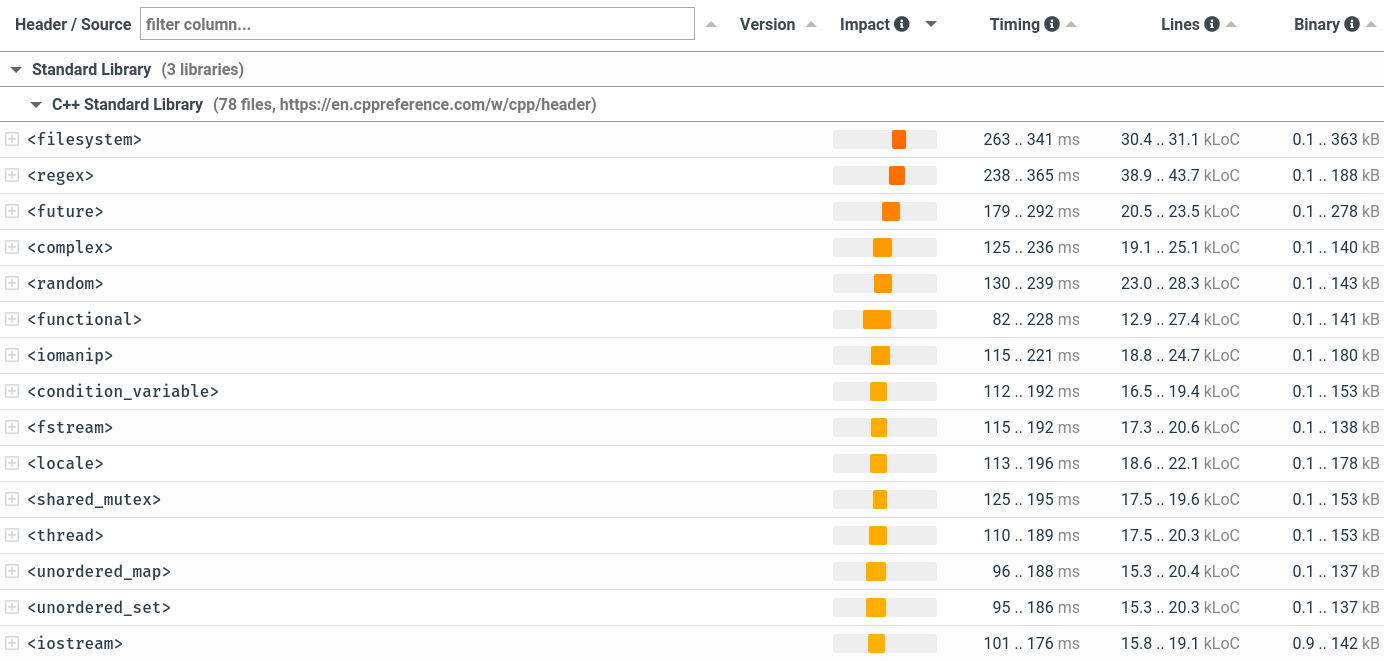 Header / Source filter column... Version Impact Timing Lines Binary
Standard Library (3 libraries)
C++ Standard Library (78 files, https://en.cppreference.com/w/cpp/header)
<filesystem> 263 .. 341 ms 30.4 .. 31.1 kLoC 0.1 .. 363 kB
<regex> 238 .. 365 ms 38.9 .. 43.7 kLoC 0.1 .. 188 kB
<future> 179 .. 292 ms 20.5 .. 23.5 kLoC 0.1 .. 278 kB
<complex> 125 .. 236 ms 19.1 .. 25.1 kLoC 0.1 .. 140 kB
<random> 130 .. 239 ms 23.0 .. 28.3 kLoC 0.1 .. 143 kB
<functional> 82 .. 228 ms 12.9 .. 27.4 kLoC 0.1 .. 141 kB
<iomanip> 115 .. 221 ms 18.8 .. 24.7 kLoC 0.1 .. 180 kB
<condition_variable> 112 .. 192 ms 16.5 .. 19.4 kLoC 0.1 .. 153 kB
<fstream> 115 .. 192 ms 17.3 .. 20.6 kLoC 0.1 .. 138 kB
<locale> 113 .. 196 ms 18.6 .. 22.1 kLoC 0.1 .. 178 kB
<shared_mutex> 125 .. 195 ms 17.5 .. 19.6 kLoC 0.1 .. 153 kB
<thread> 110 .. 189 ms 17.5 .. 20.3 kLoC 0.1 .. 153 kB
<unordered_map> 96 .. 188 ms 15.3 .. 20.4 kLoC 0.1 .. 137 kB
<unordered_set> 95 .. 186 ms 15.3 .. 20.3 kLoC 0.1 .. 137 kB
<iostream> 101 .. 176 ms 15.8 .. 19.1 kLoC 0.9 .. 142 kB